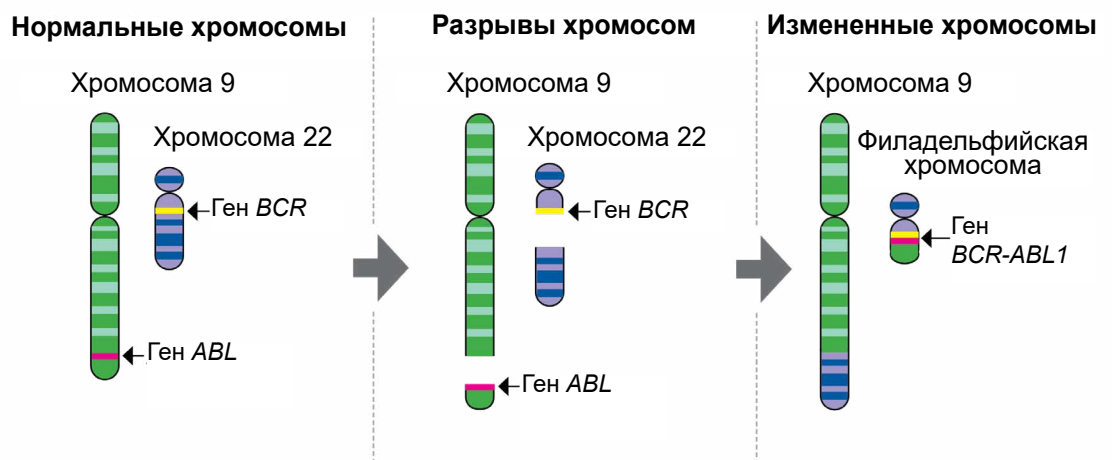 Нормальные хромосомы
Хромосома 9
Хромосома 22
Ген BCR
Ген ABL
Разрывы хромосом
Хромосома 9
Хромосома 22
Ген BCR
Ген ABL
Измененные хромосомы
Хромосома 9
Филадельфийская
хромосома
Ген
BCR-ABL1